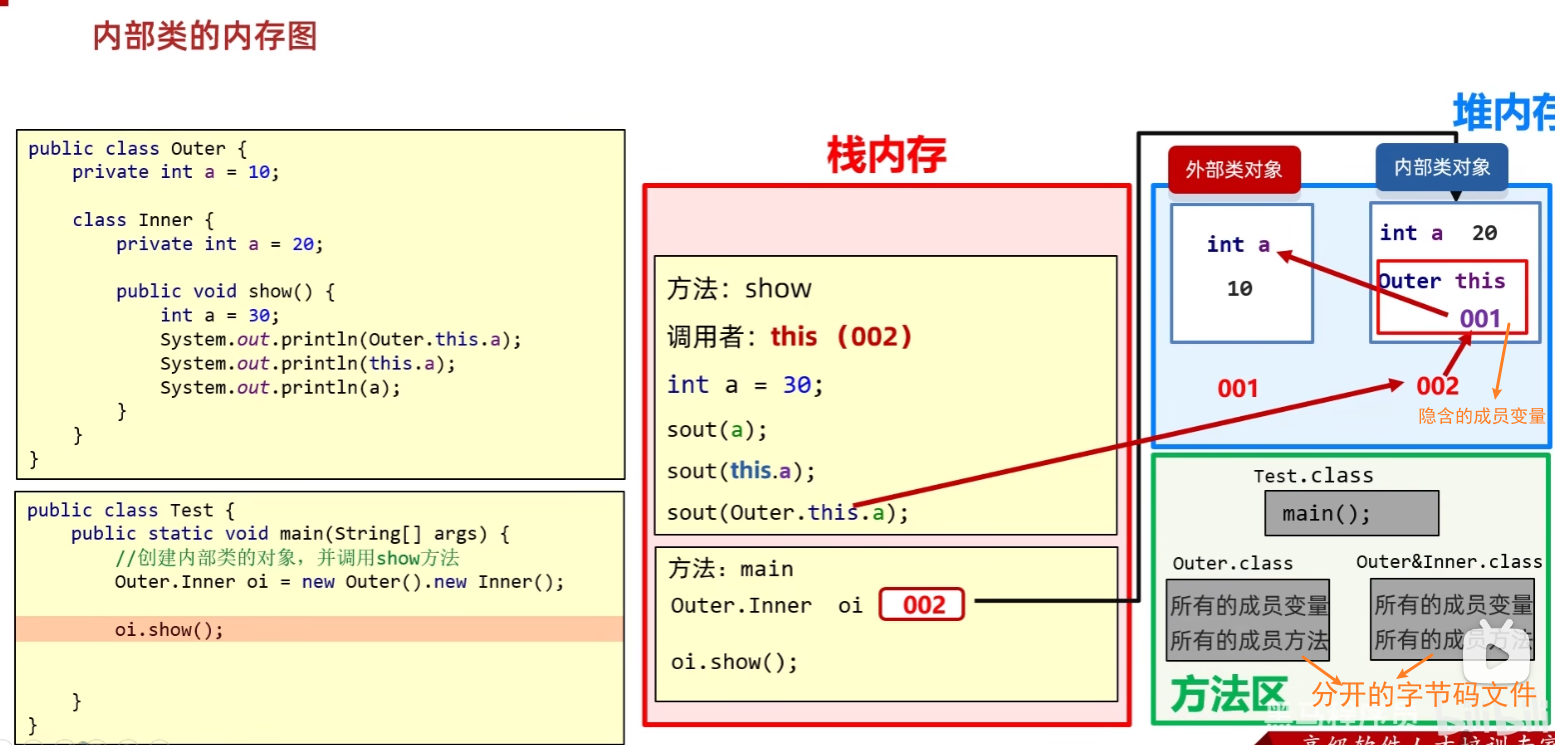 内部类的内存图
public class Outer {
private int a = 10;
class Inner {
private int a = 20;
public void show() {
int a = 30;
System.out.println(Outer.this.a);
System.out.println(this.a);
System.out.println(a);
}
}
}
public class Test {
public static void main(String[] args) {
//创建内部类的对象，并调用show方法
Outer.Inner oi = new Outer().new Inner();
oi.show();
}
}
栈内存
方法：show
调用者：this（002）
int a = 30;
sout(a);
sout(this.a);
sout(Outer.this.a);
方法：main
Outer.Inner oi 002
oi.show();
堆内存
外部类对象
int a
10
001
内部类对象
int a 20
Outer this
001
002
隐含的成员变量
Test.class
main();
Outer.class
所有的成员变量
所有的成员方法
Outer&Inner.class
所有的成员变量
所有的成员方法
方法区
分开的字节码文件